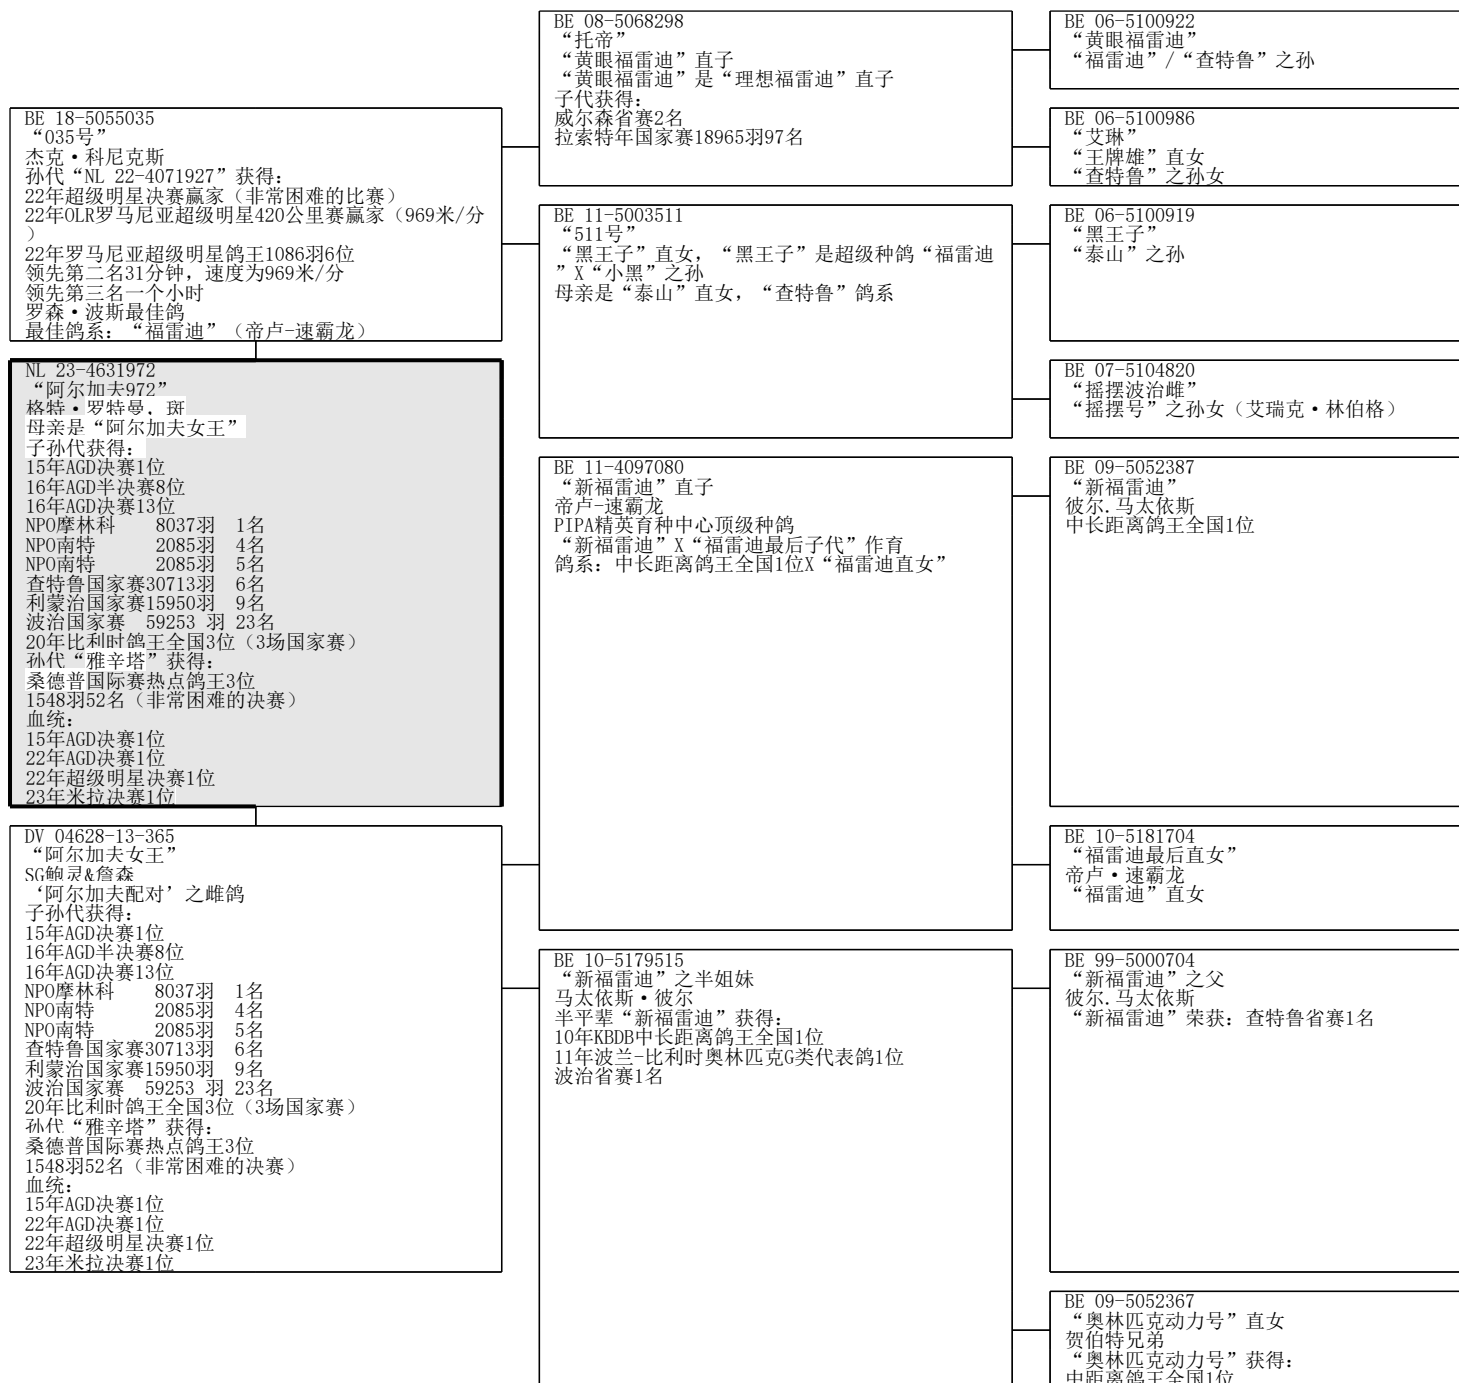 BE 18-5055035
“035号”
杰克·科尼克斯
孙代“NL 22-4071927”获得：
22年超级明星决赛赢家（非常困难的比赛）
22年OLR罗马尼亚超级明星420公里赛赢家（969米/分
）
22年罗马尼亚超级明星鸽王1086羽6位
领先第二名31分钟，速度为969米/分
领先第三名一个小时
罗森·波斯最佳鸽
最佳鸽系：“福雷迪”（帝卢-速霸龙）
NL 23-4631972
“阿尔加夫972”
格特·罗特曼，斑
母亲是“阿尔加夫女王”
子孙代获得：
15年AGD决赛1位
16年AGD半决赛8位
16年AGD决赛13位
NPO摩林科 8037羽 1名
NPO南特 2085羽 4名
NPO南特 2085羽 5名
查特鲁国家赛30713羽 6名
利蒙治国家赛15950羽 9名
波治国家赛 59253 羽 23名
20年比利时鸽王全国3位（3场国家赛）
孙代“雅辛塔”获得：
桑德普国际赛热点鸽王3位
1548羽52名（非常困难的决赛）
血统：
15年AGD决赛1位
22年AGD决赛1位
22年超级明星决赛1位
23年米拉决赛1位
DV 04628-13-365
“阿尔加夫女王”
SG鲍灵&詹森
‘阿尔加夫配对’之雌鸽
子孙代获得：
15年AGD决赛1位
16年AGD半决赛8位
16年AGD决赛13位
NPO摩林科 8037羽 1名
NPO南特 2085羽 4名
NPO南特 2085羽 5名
查特鲁国家赛30713羽 6名
利蒙治国家赛15950羽 9名
波治国家赛 59253 羽 23名
20年比利时鸽王全国3位（3场国家赛）
孙代“雅辛塔”获得：
桑德普国际赛热点鸽王3位
1548羽52名（非常困难的决赛）
血统：
15年AGD决赛1位
22年AGD决赛1位
22年超级明星决赛1位
23年米拉决赛1位
BE 08-5068298
“托帝”
“黄眼福雷迪”直子
“黄眼福雷迪”是“理想福雷迪”直子
子代获得：
威尔森省赛2名
拉索特年国家赛18965羽97名
BE 11-5003511
“511号”
“黑王子”直女，“黑王子”是超级种鸽“福雷迪
”X“小黑”之孙
母亲是“泰山”直女，“查特鲁”鸽系
BE 11-4097080
“新福雷迪”直子
帝卢-速霸龙
PIPA精英育种中心顶级种鸽
“新福雷迪”X“福雷迪最后子代”作育
鸽系：中长距离鸽王全国1位X“福雷迪直女”
BE 10-5179515
“新福雷迪”之半姐妹
马太依斯·彼尔
半平辈“新福雷迪”获得：
10年KBDB中长距离鸽王全国1位
11年波兰-比利时奥林匹克G类代表鸽1位
波治省赛1名
BE 06-5100922
“黄眼福雷迪”
“福雷迪”/“查特鲁”之孙
BE 06-5100986
“艾琳”
“王牌雄”直女
“查特鲁”之孙女
BE 06-5100919
“黑王子”
“泰山”之孙
BE 07-5104820
“摇摆波治雌”
“摇摆号”之孙女（艾瑞克·林伯格）
BE 09-5052387
“新福雷迪”
彼尔.马太依斯
中长距离鸽王全国1位
BE 10-5181704
“福雷迪最后直女”
帝卢·速霸龙
“福雷迪”直女
BE 99-5000704
“新福雷迪”之父
彼尔.马太依斯
“新福雷迪”荣获：查特鲁省赛1名
BE 09-5052367
“奥林匹克动力号”直女
贺伯特兄弟
“奥林匹克动力号”获得：
中距离鸽王全国1位